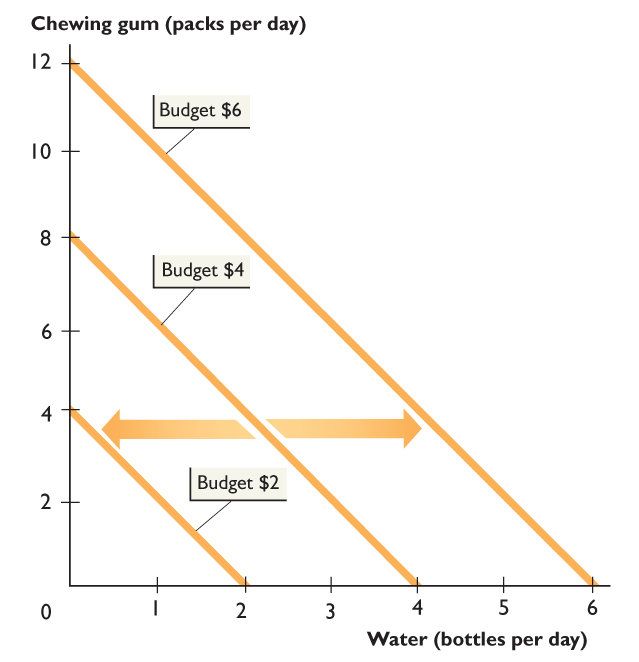 Chewing gum (packs per day)
12
Budget $6
10
8
Budget $4
6
4
Budget $2
2
0 1 2 3 4 5 6
Water (bottles per day)